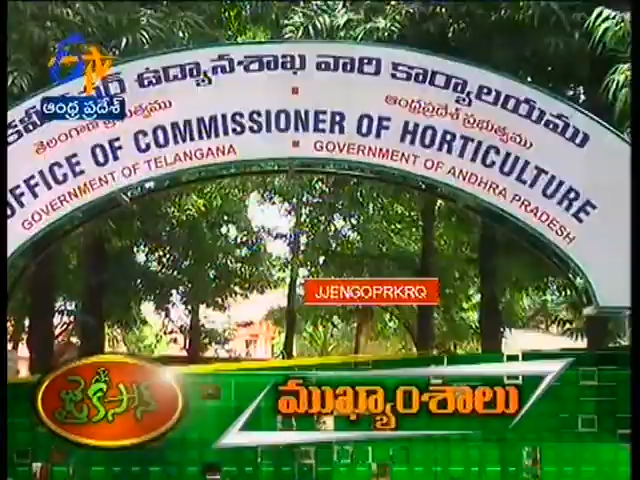 ఆంధ్ర ప్రదేశ్
ఉద్యానశాఖ వారి కార్యాలయము
తెలంగాణ ప్రభుత్వము
ఆంధ్రప్రదేశ్ ప్రభుత్వము
OFFICE OF COMMISSIONER OF HORTICULTURE
GOVERNMENT OF TELANGANA
GOVERNMENT OF ANDHRA PRADESH
JJENGOPRKRQ
జై కిసాన్
ముఖ్యాంశాలు